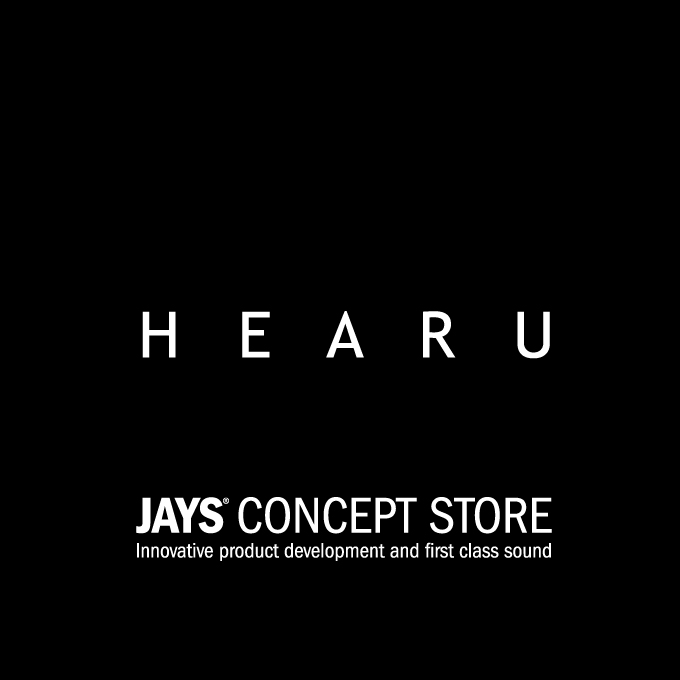 H E A R U
JAYS® CONCEPT STORE
Innovative product development and first class sound